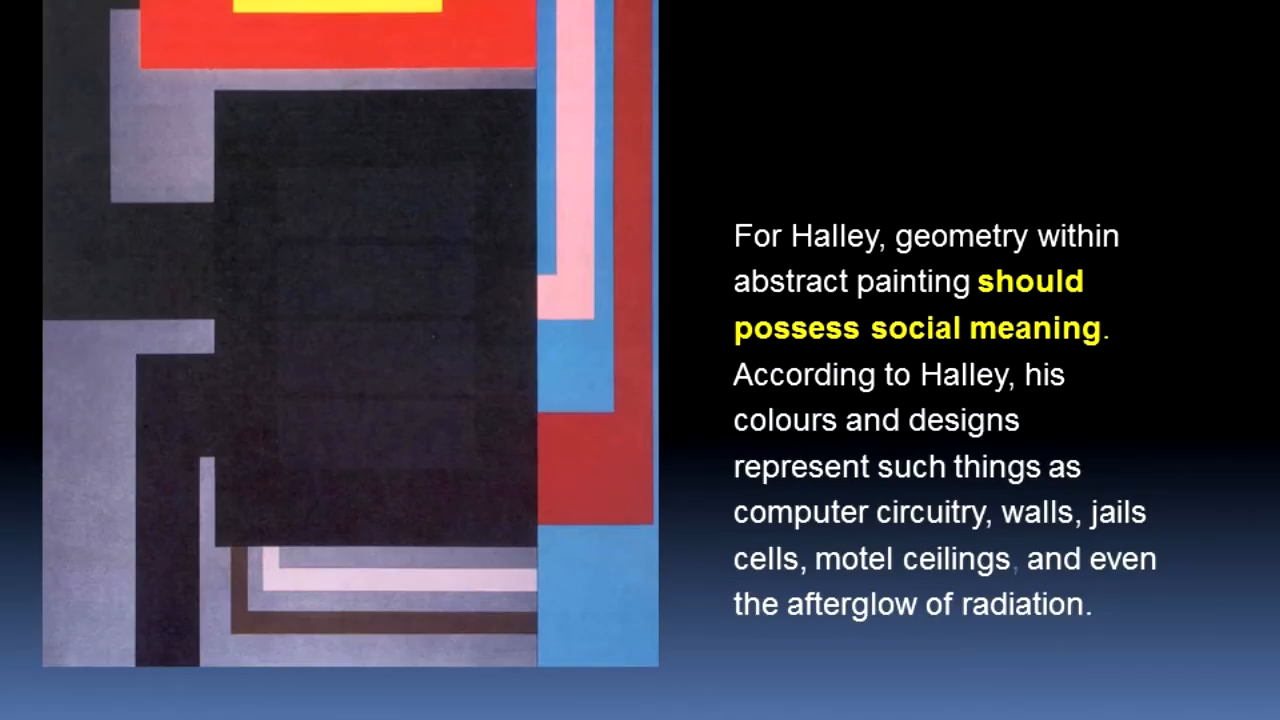 For Halley, geometry within
abstract painting should
possess social meaning.
According to Halley, his
colours and designs
represent such things as
computer circuitry, walls, jails
cells, motel ceilings, and even
the afterglow of radiation.